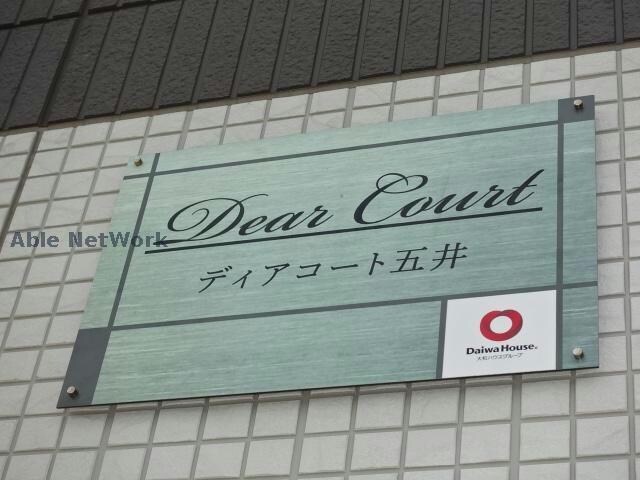 Dear Court
ディアコート五井
Able NetWork
Daiwa House®
大和ハウスグループ